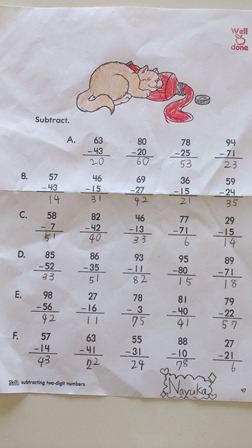 Well
done
Subtract.
A. 63 80 78 94
-43 -20 -25 -71
20 60 53 23
B. 57 46 69 36 59
-43 -15 -27 -15 -24
14 31 42 21 35
C. 58 82 46 77 29
-7 -42 -13 -71 -15
51 40 33 6 14
D. 85 86 93 95 89
-52 -35 -11 -80 -71
33 51 82 15 18
E. 98 27 78 81 79
-56 -16 -3 -40 -22
42 11 75 41 57
F. 57 63 55 88 27
-14 -41 -31 -10 -21
43 22 24 78 6
Skill: subtracting two-digit numbers
Nayuka